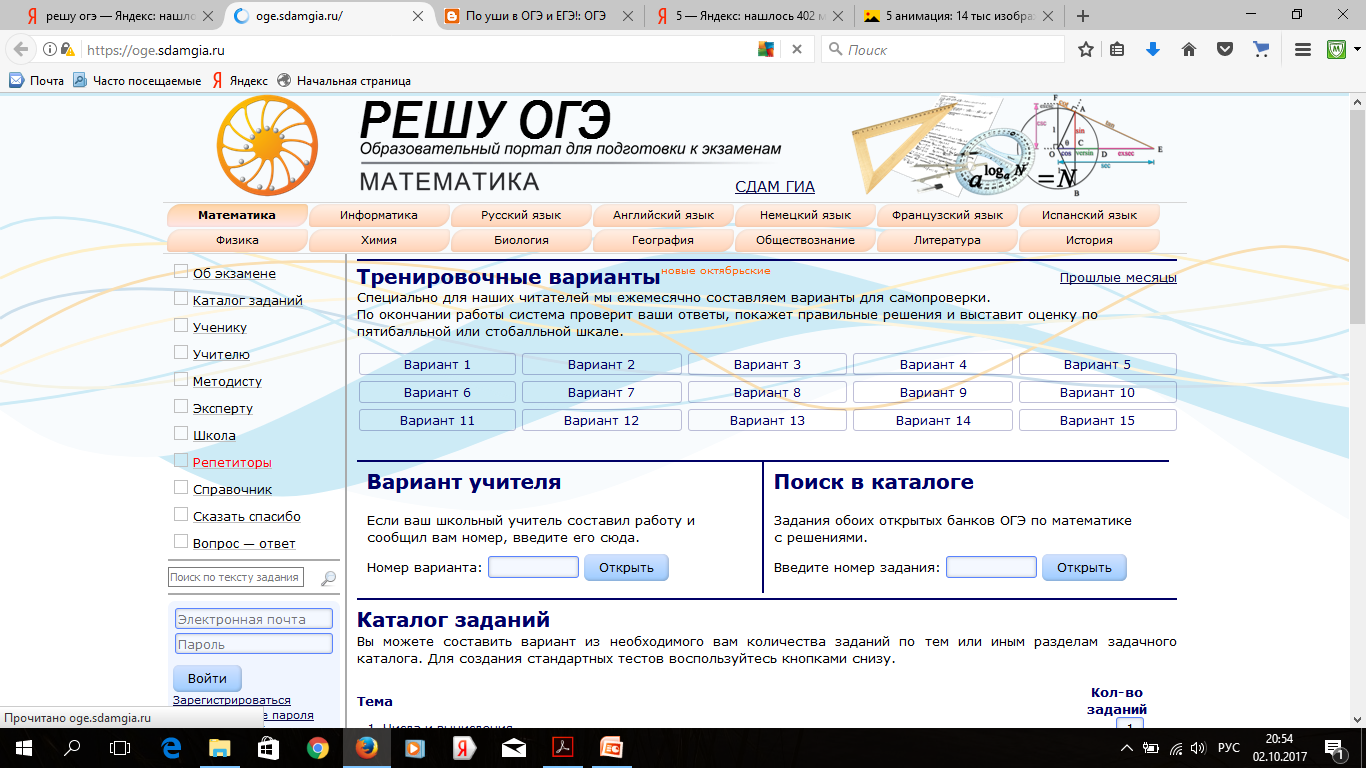 решу огэ — Яндекс: нашло
oge.sdamgia.ru/
По уши в ОГЭ и ЕГЭ!: ОГЭ
5 — Яндекс: нашлось 402 м
5 анимация: 14 тыс изобра
https://oge.sdamgia.ru
Поиск
Почта
Часто посещаемые
Яндекс
Начальная страница
РЕШУ ОГЭ
Образовательный портал для подготовки к экзаменам
МАТЕМАТИКА
СДАМ ГИА
Математика Информатика Русский язык Английский язык Немецкий язык Французский язык Испанский язык
Физика Химия Биология География Обществознание Литература История
Об экзамене
Каталог заданий
Ученику
Учителю
Методисту
Эксперту
Школа
Репетиторы
Справочник
Сказать спасибо
Вопрос — ответ
Поиск по тексту задания
Электронная почта
Пароль
Войти
Зарегистрироваться
е пароля
Тренировочные варианты новые октябрьские
Прошлые месяцы
Специально для наших читателей мы ежемесячно составляем варианты для самопроверки.
По окончании работы система проверит ваши ответы, покажет правильные решения и выставит оценку по
пятибалльной или стобалльной шкале.
Вариант 1 Вариант 2 Вариант 3 Вариант 4 Вариант 5
Вариант 6 Вариант 7 Вариант 8 Вариант 9 Вариант 10
Вариант 11 Вариант 12 Вариант 13 Вариант 14 Вариант 15
Вариант учителя
Если ваш школьный учитель составил работу и
сообщил вам номер, введите его сюда.
Номер варианта: Открыть
Поиск в каталоге
Задания обоих открытых банков ОГЭ по математике
с решениями.
Введите номер задания: Открыть
Каталог заданий
Вы можете составить вариант из необходимого вам количества заданий по тем или иным разделам задачного
каталога. Для создания стандартных тестов воспользуйтесь кнопками снизу.
Тема
Кол-во
заданий
1. Числа и вычисления
1
Прочитано oge.sdamgia.ru
РУС
20:54
02.10.2017